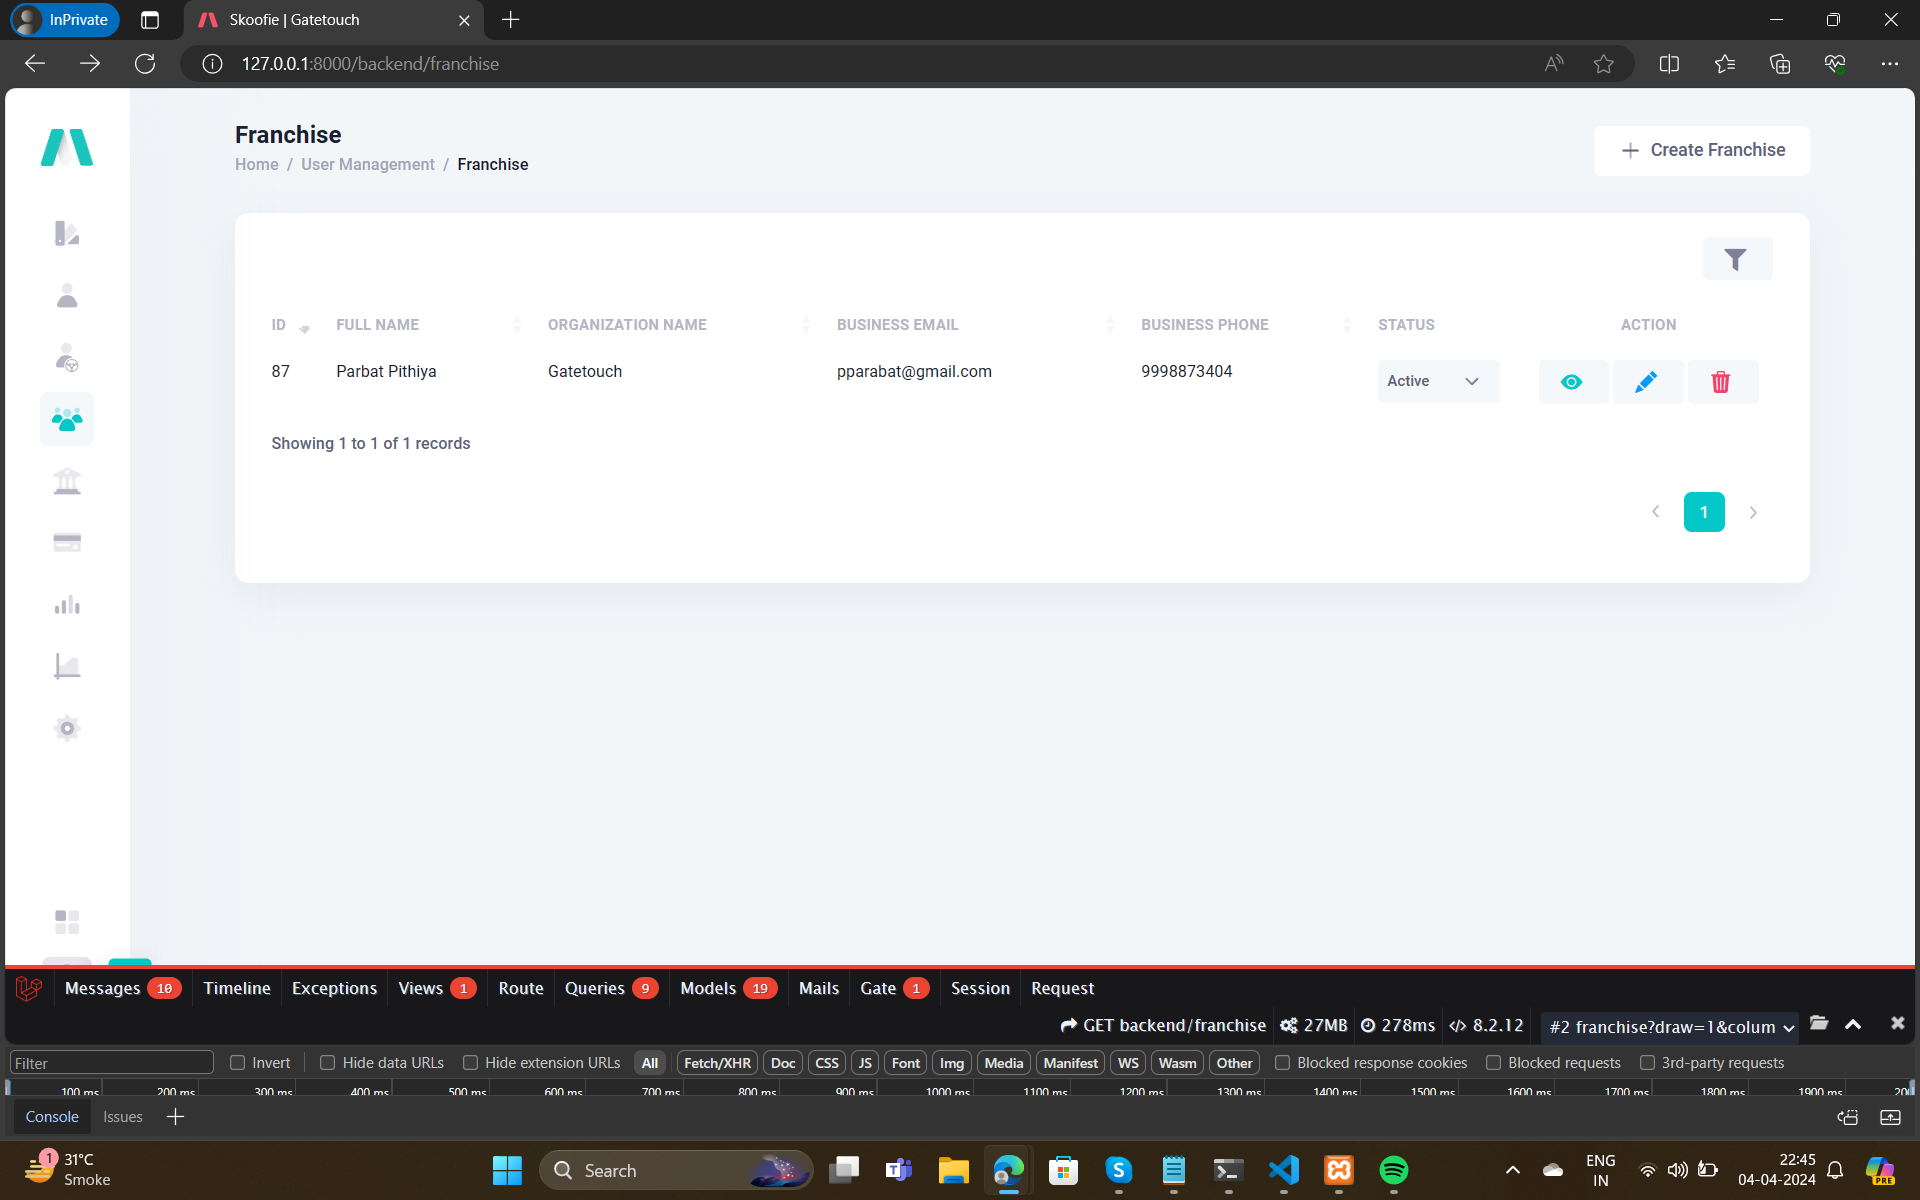 InPrivate
Skoofie | Gatetouch
127.0.0.1:8000/backend/franchise
Franchise
Home / User Management / Franchise
Create Franchise
ID FULL NAME ORGANIZATION NAME BUSINESS EMAIL BUSINESS PHONE STATUS ACTION
87 Parbat Pithiya Gatetouch pparabat@gmail.com 9998873404 Active
Showing 1 to 1 of 1 records
1
Messages 10 Timeline Exceptions Views 1 Route Queries 9 Models 19 Mails Gate 1 Session Request
GET backend/franchise 27MB 278ms 8.2.12 #2 franchise?draw=1&colum
Filter Invert Hide data URLs Hide extension URLs All Fetch/XHR Doc CSS JS Font Img Media Manifest WS Wasm Other Blocked response cookies Blocked requests 3rd-party requests
100 ms 200 ms 300 ms 400 ms 500 ms 600 ms 700 ms 800 ms 900 ms 1000 ms 1100 ms 1200 ms 1300 ms 1400 ms 1500 ms 1600 ms 1700 ms 1800 ms 1900 ms
Console Issues
1
31°C
Smoke
Search
ENG
IN
22:45
04-04-2024
PRE